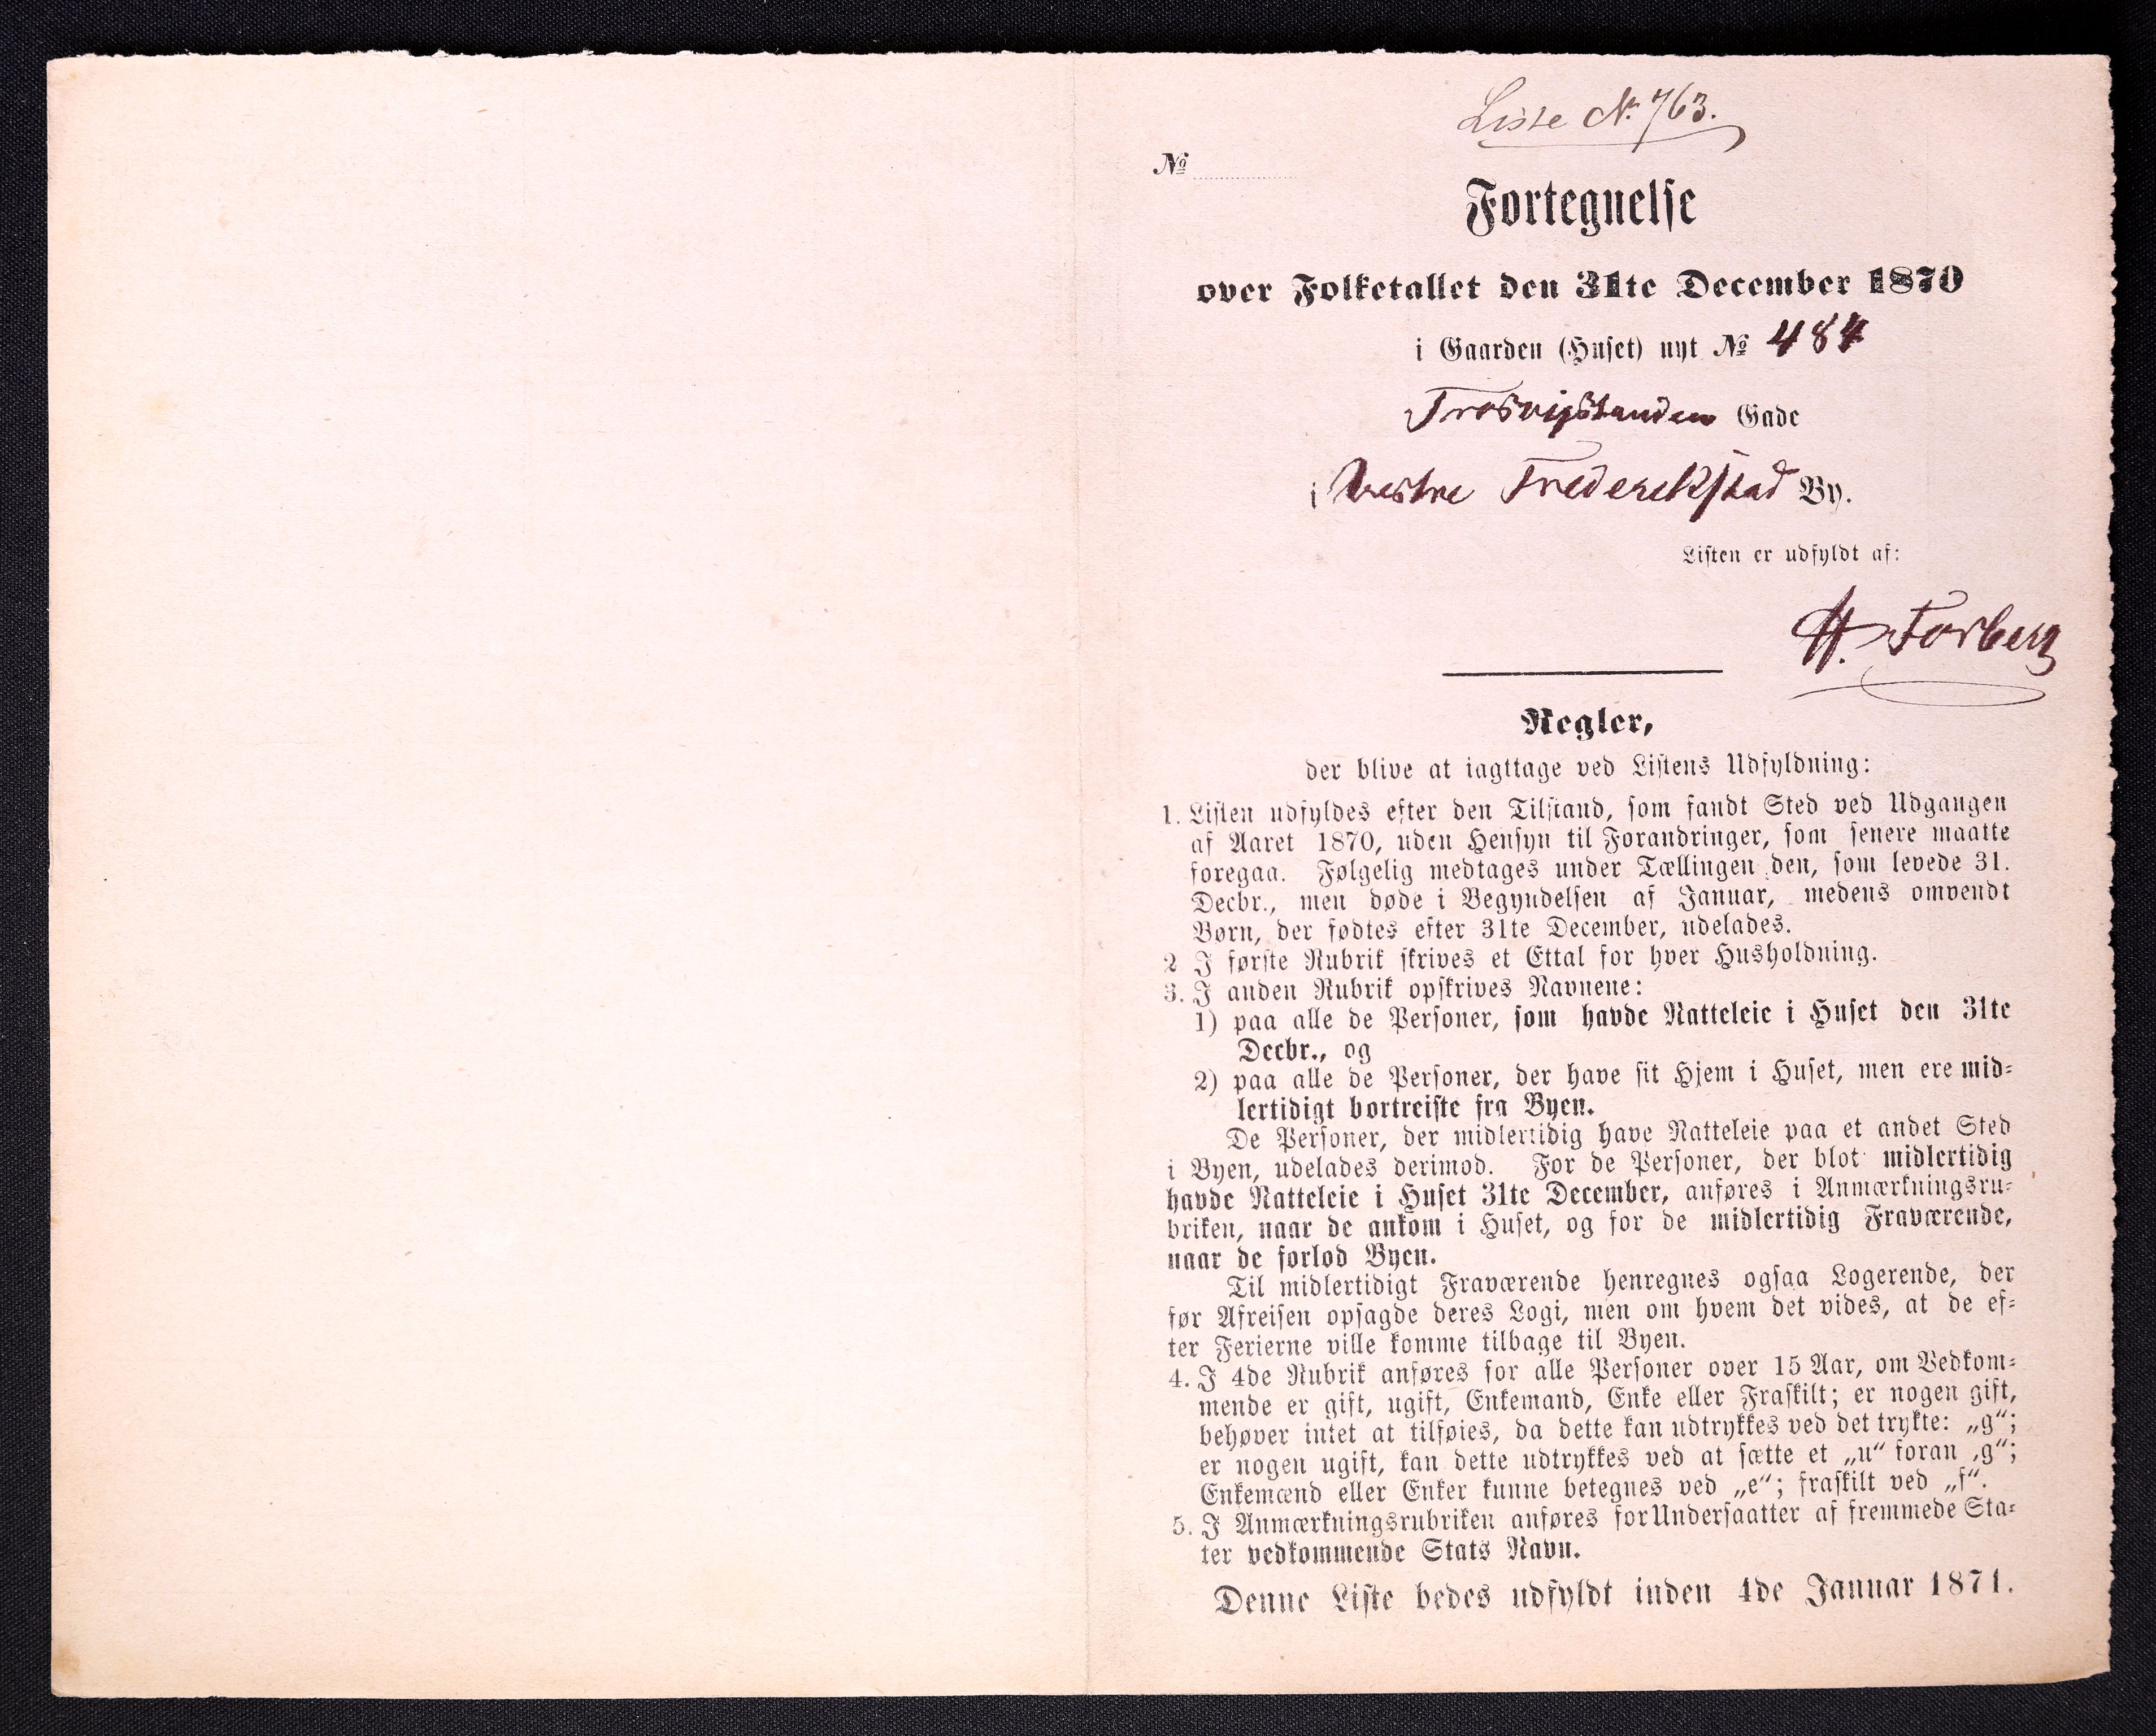 Liste № 763.
№
Fortegnelse
over Folketallet den 31te December 1870
i Gaarden (Huset) nyt № 484
Trosvigstranden Gade
i Vestre Frederikstad By.
Listen er udfyldt af:
H. Torberg
Regler,
der blive at iagttage ved Listens Udfyldning:
1. Listen udfyldes efter den Tilstand, som fandt Sted ved Udgangen
af Aaret 1870, uden Hensyn til Forandringer, som senere maatte
foregaa. Følgelig medtages under Tællingen den, som levede 31.
Decbr., men døde i Begyndelsen af Januar, medens omvendt
Børn, der fødtes efter 31te December, udelades.
2 I første Rubrik skrives et Ettal for hver Husholdning.
3. I anden Rubrik opskrives Navnene:
1) paa alle de Personer, som havde Natteleie i Huset den 31te
Decbr., og
2) paa alle de Personer, der have sit Hjem i Huset, men ere mid-
lertidigt bortreiste fra Byen.
De Personer, der midlertidig have Natteleie paa et andet Sted
i Byen, udelades derimod. For de Personer, der blot midlertidig
havde Natteleie i Huset 31te December, anføres i Anmærkningsru-
briken, naar de ankom i Huset, og for de midlertidig Fraværende,
naar de forlod Byen.
Til midlertidigt Fraværende henregnes ogsaa Logerende, der
før Afreisen opsagde deres Logi, men om hvem det vides, at de ef-
ter Ferierne ville komme tilbage til Byen.
4. I 4de Rubrik anføres for alle Personer over 15 Aar, om Vedkom-
mende er gift, ugift, Enkemand, Enke eller Fraskilt; er nogen gift,
behøver intet at tilføies, da dette kan udtrykkes ved det trykte: „g“;
er nogen ugift, kan dette udtrykkes ved at sætte et „u“ foran ,g“;
Enkemænd eller Enker kunne betegnes ved „e“; fraskilt ved „f“.
5. I Anmærkningsrubriken anføres for Undersaatter af fremmede Sta-
ter vedkommende Stats Navn.
Denne Liste bedes udfyldt inden 4de Januar 1871.